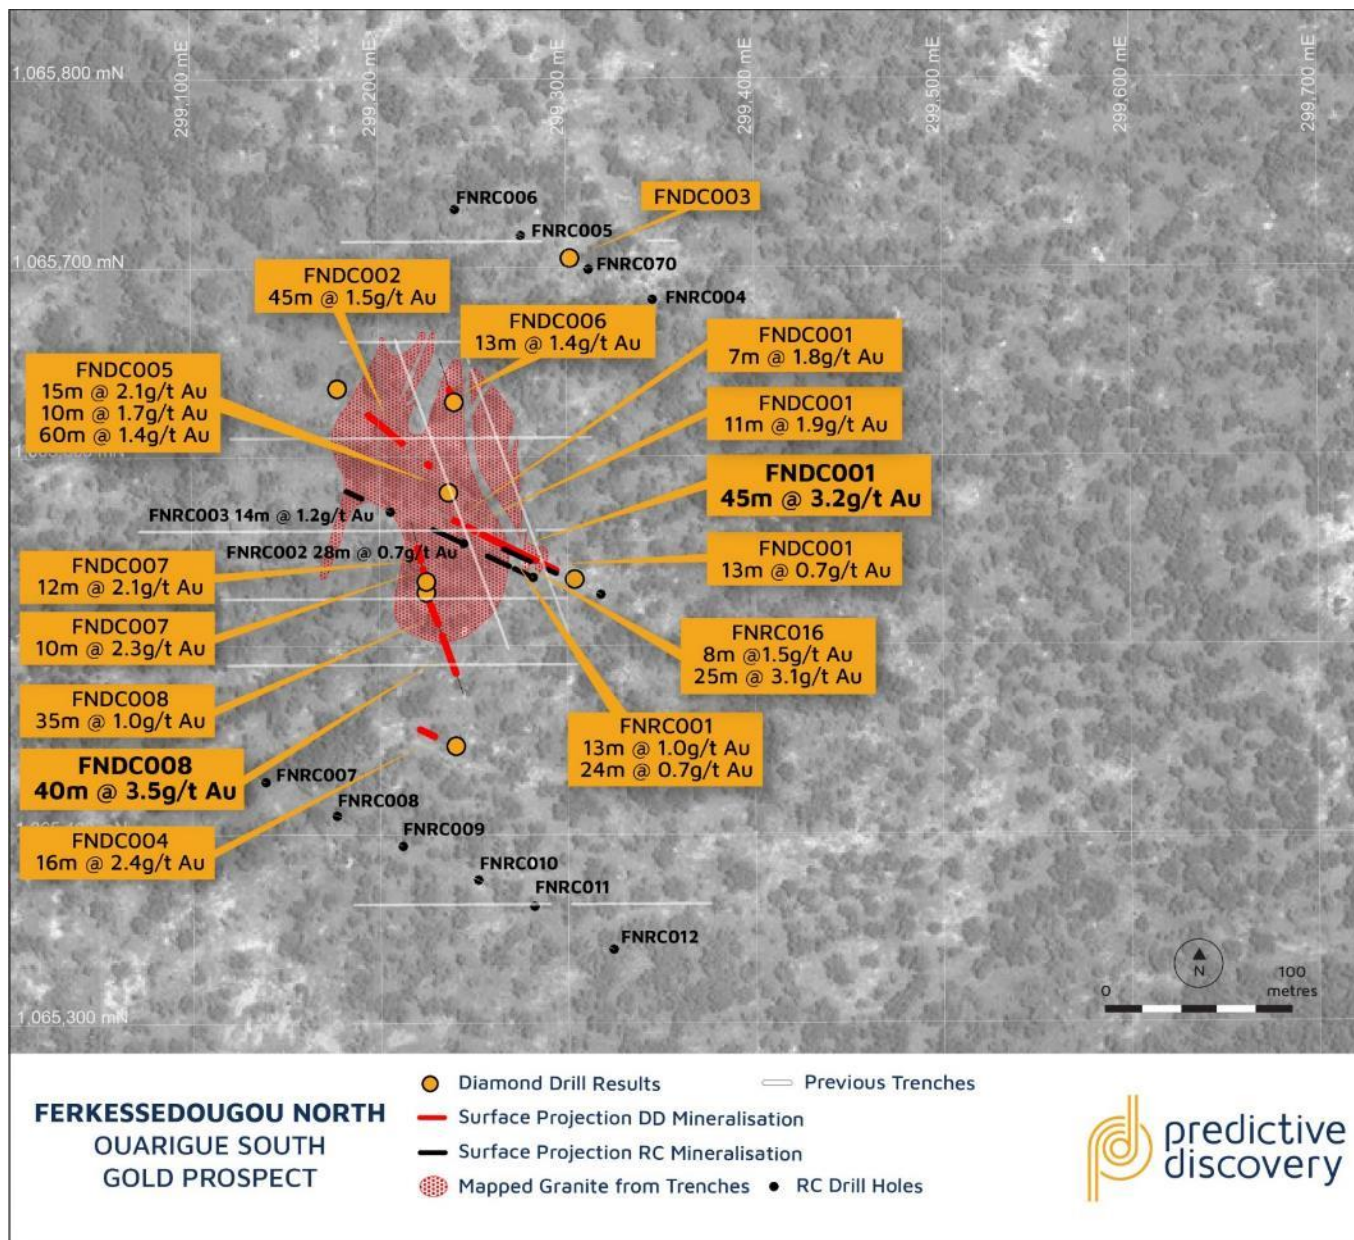 299,100 mE
299,200 mE
299,300 mE
299,400 mE
299,500 mE
299,600 mE
299,700 mE
1,065,800 mN
FNRC006
FNDC003
FNRC005
1,065,700 mN
FNRC070
FNRC004
FNDC002
45m @ 1.5g/t Au
FNDC006
13m @ 1.4g/t Au
FNDC001
7m @ 1.8g/t Au
FNDC005
15m @ 2.1g/t Au
10m @ 1.7g/t Au
60m @ 1.4g/t Au
FNDC001
11m @ 1.9g/t Au
FNDC001
45m @ 3.2g/t Au
FNRC003 14m @ 1.2g/t Au
FNRC002 28m @ 0.7g/t Au
FNDC001
13m @ 0.7g/t Au
FNDC007
12m @ 2.1g/t Au
FNDC007
10m @ 2.3g/t Au
FNRC016
8m @1.5g/t Au
25m @ 3.1g/t Au
FNDC008
35m @ 1.0g/t Au
FNRC001
13m @ 1.0g/t Au
24m @ 0.7g/t Au
FNDC008
40m @ 3.5g/t Au
FNRC007
FNRC008
FNDC004
16m @ 2.4g/t Au
FNRC009
FNRC010
FNRC011
FNRC012
N
0
100
metres
1,065,300 mN
FERKESSEDOUGOU NORTH
OUARIGUE SOUTH
GOLD PROSPECT
Diamond Drill Results
Previous Trenches
Surface Projection DD Mineralisation
Surface Projection RC Mineralisation
Mapped Granite from Trenches
RC Drill Holes
predictive
discovery